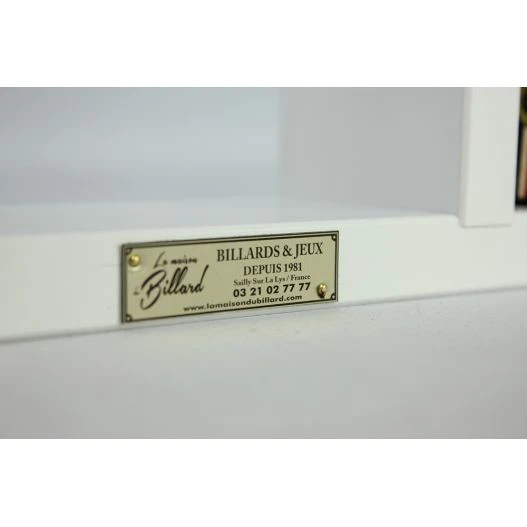 La maison
du Billard
BILLARDS & JEUX
DEPUIS 1981
Sailly Sur La Lys / France
03 21 02 77 77
www.lamaisondubillard.com